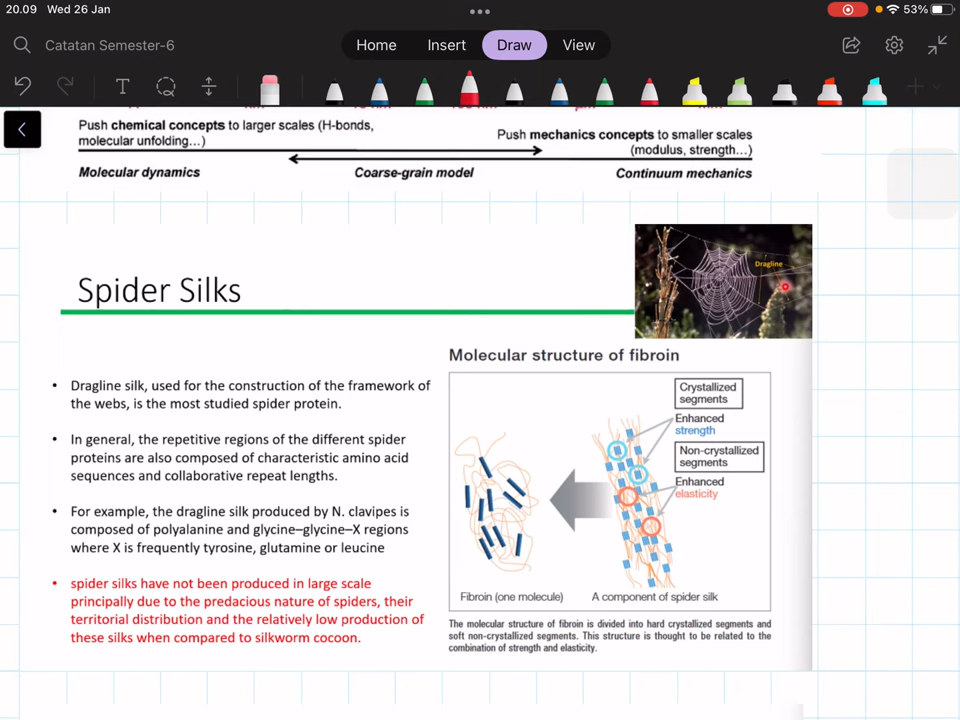 20.09 Wed 26 Jan
53%
Catatan Semester-6
Home Insert Draw View
Push chemical concepts to larger scales (H-bonds,
molecular unfolding...)
Push mechanics concepts to smaller scales
(modulus, strength...)
Molecular dynamics Coarse-grain model Continuum mechanics
Spider Silks
Dragline
• Dragline silk, used for the construction of the framework of
the webs, is the most studied spider protein.
• In general, the repetitive regions of the different spider
proteins are also composed of characteristic amino acid
sequences and collaborative repeat lengths.
• For example, the dragline silk produced by N. clavipes is
composed of polyalanine and glycine–glycine–X regions
where X is frequently tyrosine, glutamine or leucine
• spider silks have not been produced in large scale
principally due to the predacious nature of spiders, their
territorial distribution and the relatively low production of
these silks when compared to silkworm cocoon.
Molecular structure of fibroin
Crystallized
segments
Enhanced
strength
Non-crystallized
segments
Enhanced
elasticity
Fibroin (one molecule) A component of spider silk
The molecular structure of fibroin is divided into hard crystallized segments and
soft non-crystallized segments. This structure is thought to be related to the
combination of strength and elasticity.